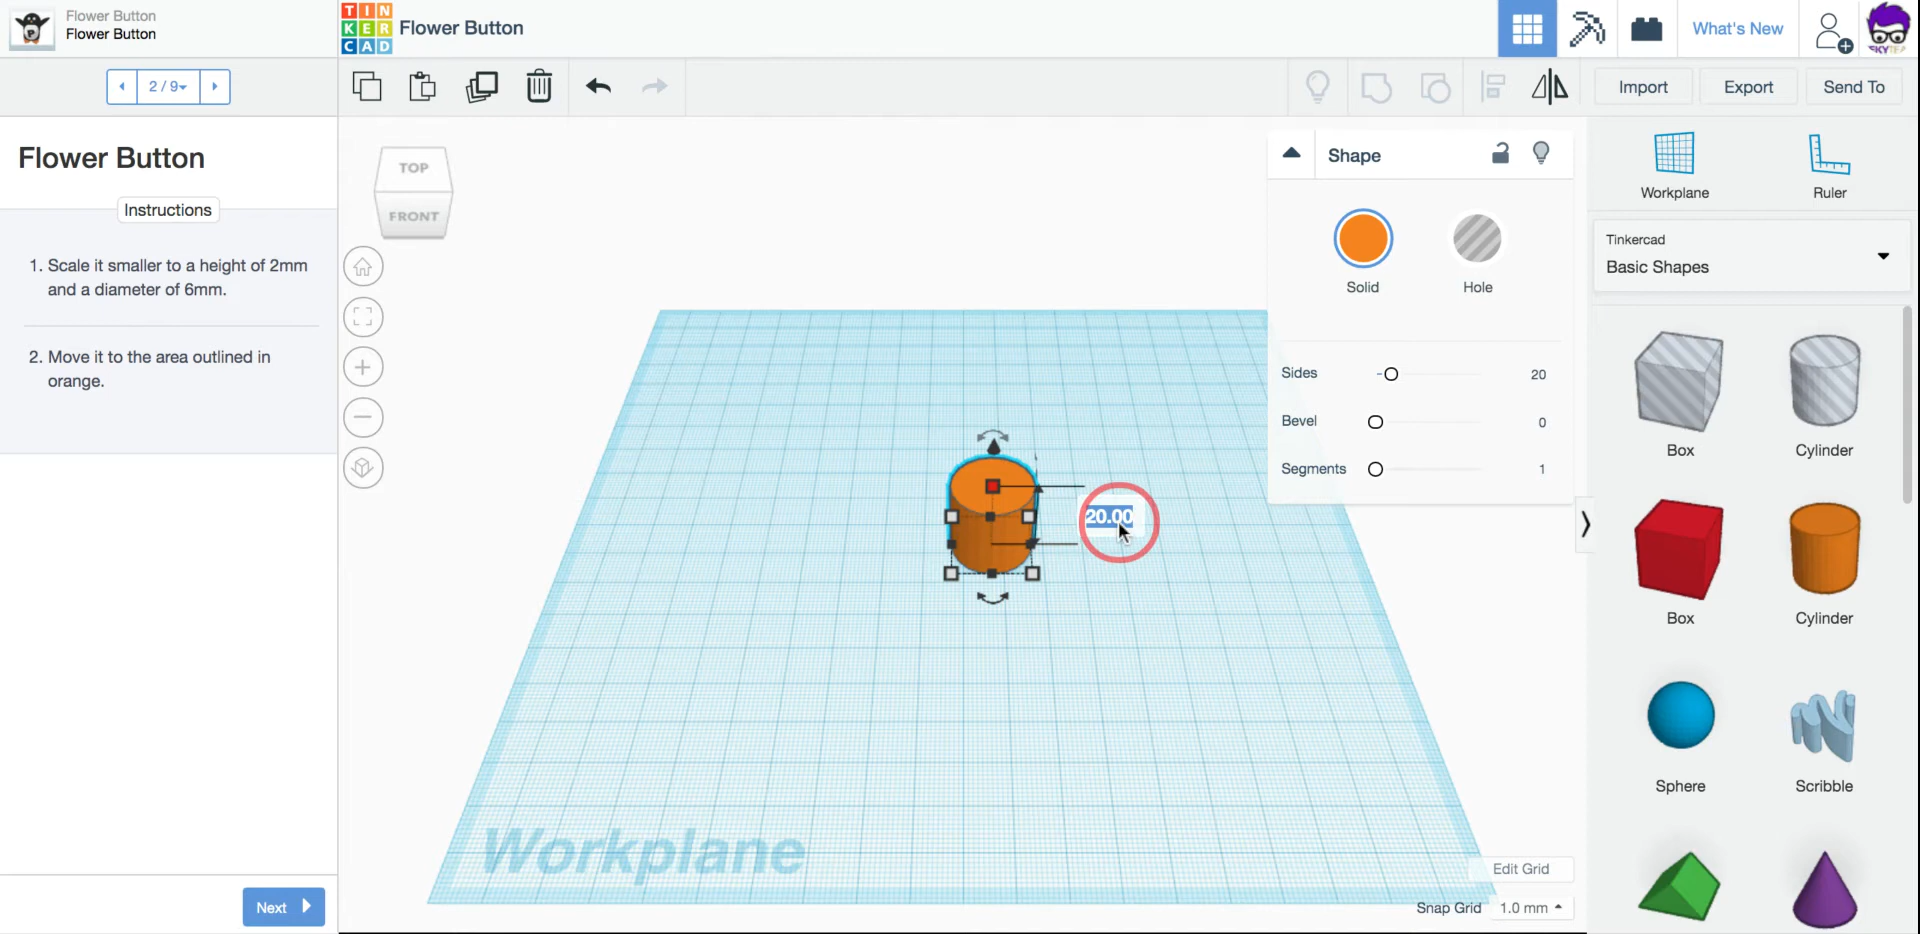 Flower Button
Flower Button
TIN
KER
CAD
Flower Button
What's New
SKYTEA
2 / 9
Import
Export
Send To
Flower Button
Instructions
1. Scale it smaller to a height of 2mm
and a diameter of 6mm.
2. Move it to the area outlined in
orange.
Next
TOP
FRONT
20.00
Workplane
Shape
Solid
Hole
Sides
20
Bevel
0
Segments
1
Edit Grid
Snap Grid
1.0 mm
Workplane
Ruler
Tinkercad
Basic Shapes
Box
Cylinder
Box
Cylinder
Sphere
Scribble